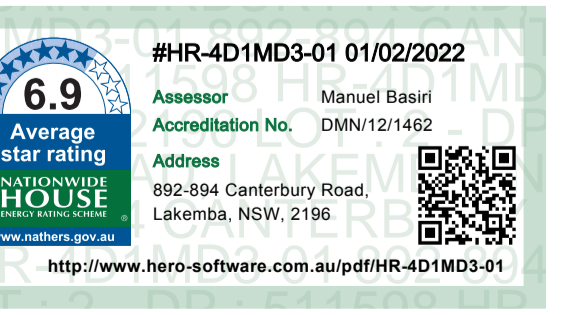 #HR-4D1MD3-01 01/02/2022
6.9
Average
star rating
NATIONWIDE
HOUSE
ENERGY RATING SCHEME ®
www.nathers.gov.au
Assessor Manuel Basiri
Accreditation No. DMN/12/1462
Address
892-894 Canterbury Road,
Lakemba, NSW, 2196
http://www.hero-software.com.au/pdf/HR-4D1MD3-01